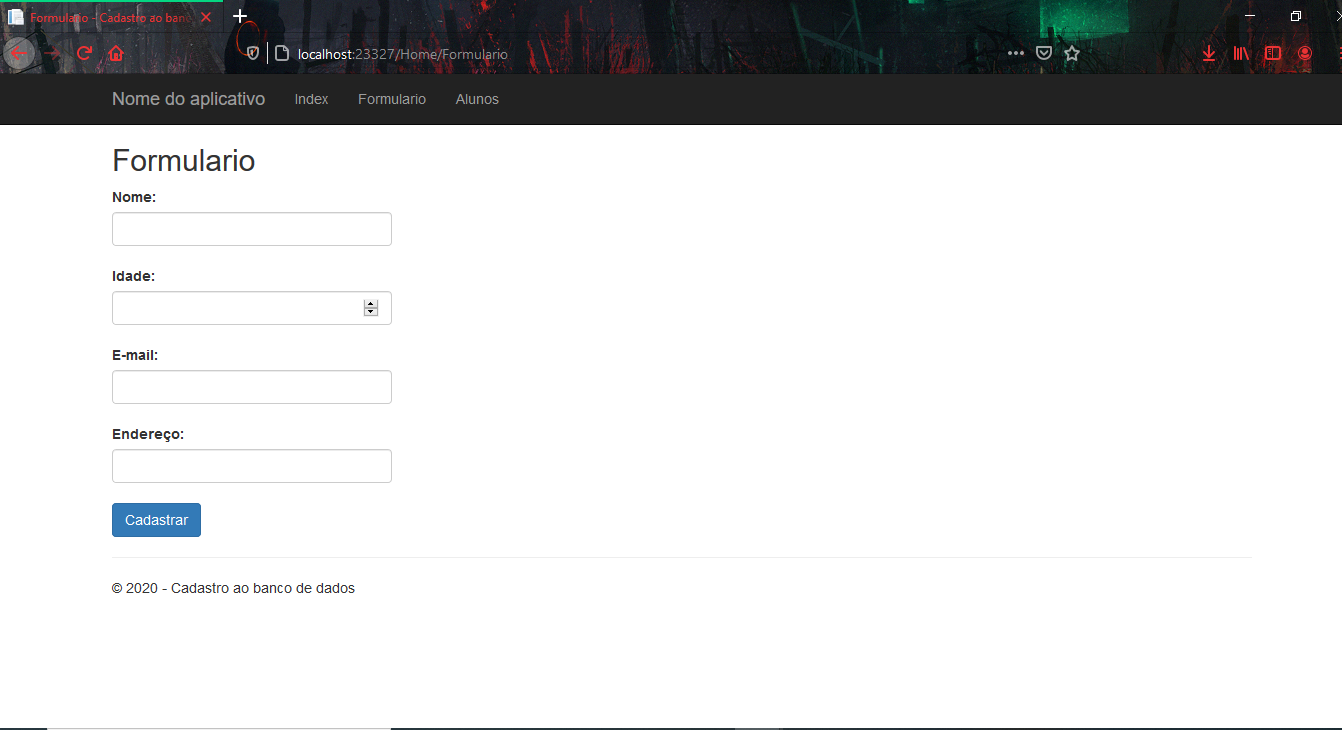 Formulario - Cadastro ao banc
localhost:23327/Home/Formulario
Nome do aplicativo Index Formulario Alunos
Formulario
Nome:
Idade:
E-mail:
Endereço:
Cadastrar
© 2020 - Cadastro ao banco de dados